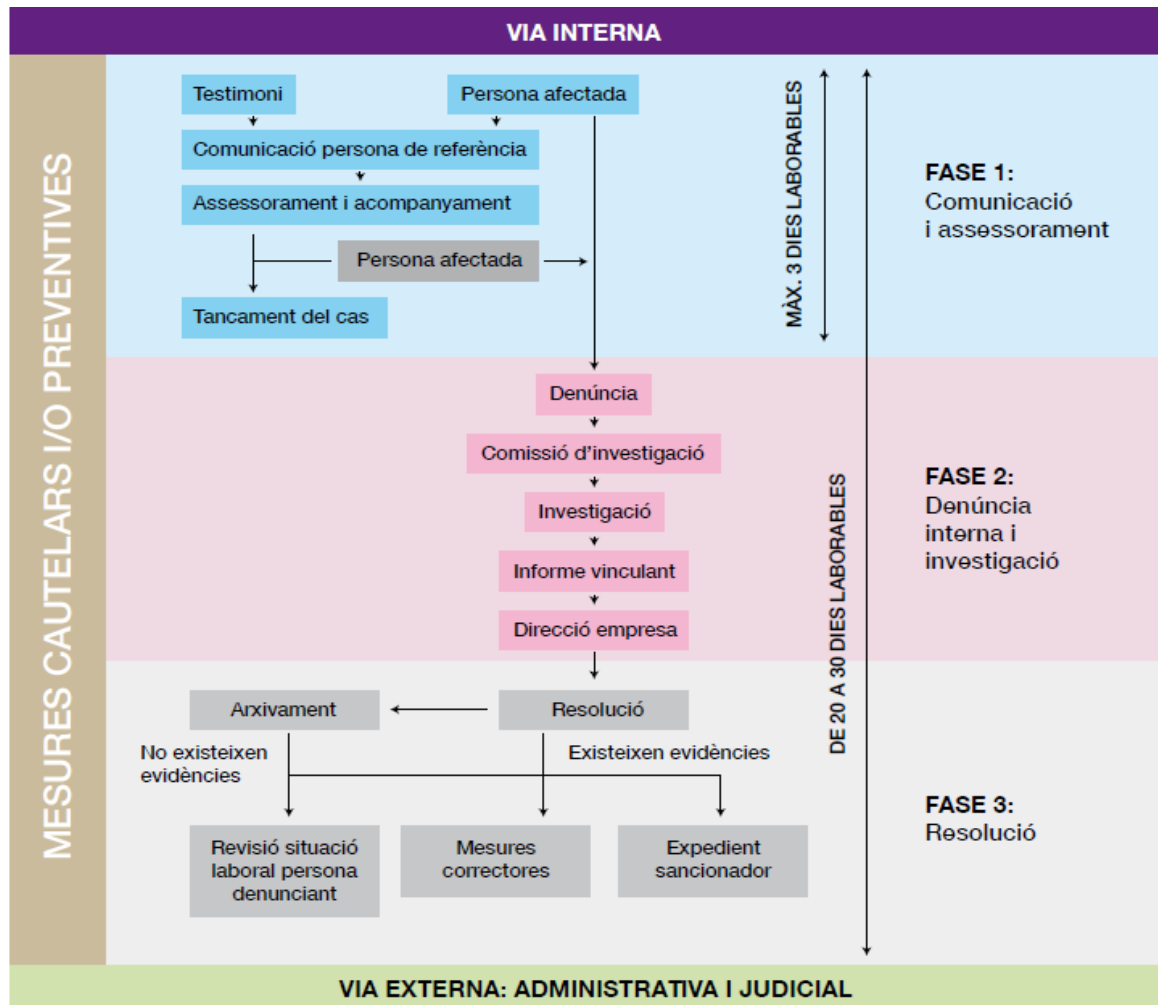 VIA INTERNA
MESURES CAUTELARS I/O PREVENTIVES
Testimoni
Persona afectada
Comunicació persona de referència
Assessorament i acompanyament
Persona afectada
Tancament del cas
MÀX. 3 DIES LABORABLES
FASE 1:
Comunicació
i assessorament
Denúncia
Comissió d'investigació
Investigació
Informe vinculant
Direcció empresa
DE 20 A 30 DIES LABORABLES
FASE 2:
Denúncia
interna i
investigació
Arxivament
Resolució
No existeixen
evidències
Existeixen evidències
Revisió situació
laboral persona
denunciant
Mesures
correctores
Expedient
sancionador
FASE 3:
Resolució
VIA EXTERNA: ADMINISTRATIVA I JUDICIAL